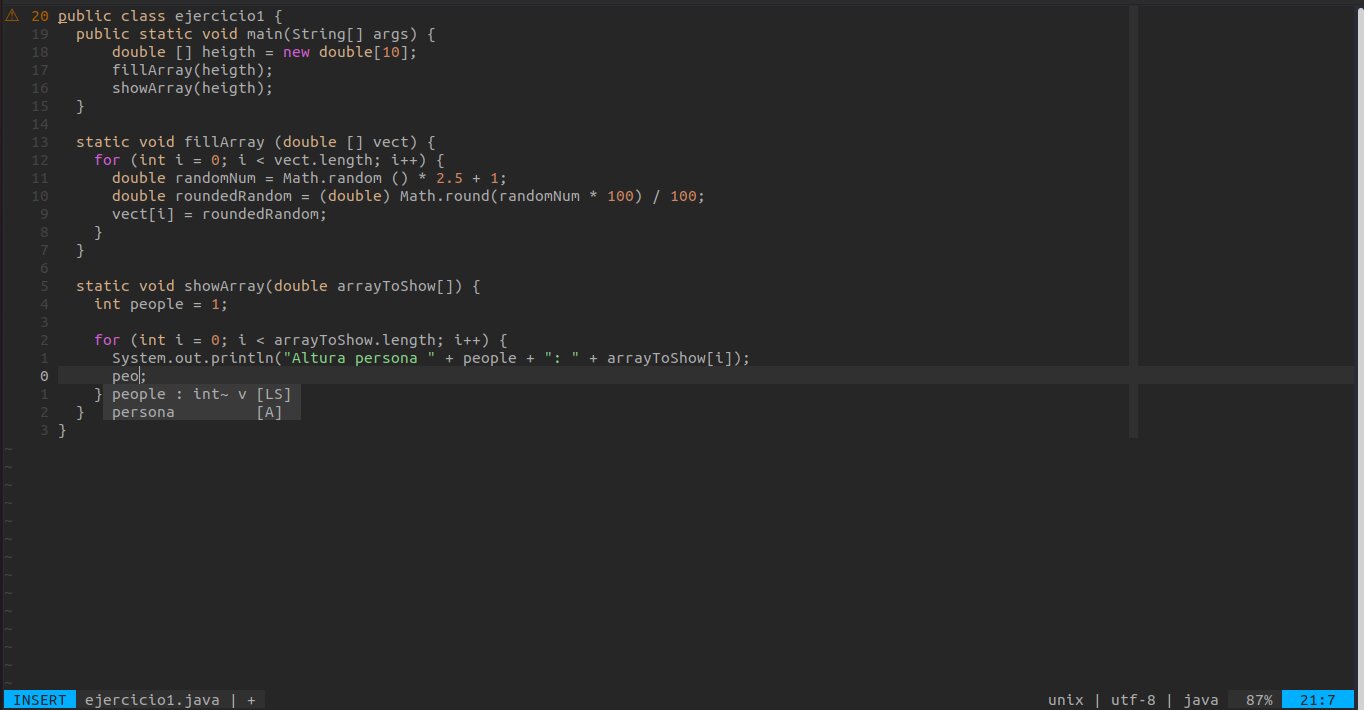 ⚠ 20 public class ejercicio1 {
19   public static void main(String[] args) {
18       double [] heigth = new double[10];
17       fillArray(heigth);
16       showArray(heigth);
15   }
14
13   static void fillArray (double [] vect) {
12     for (int i = 0; i < vect.length; i++) {
11       double randomNum = Math.random () * 2.5 + 1;
10       double roundedRandom = (double) Math.round(randomNum * 100) / 100;
9       vect[i] = roundedRandom;
8     }
7   }
6
5   static void showArray(double arrayToShow[]) {
4     int people = 1;
3
2     for (int i = 0; i < arrayToShow.length; i++) {
1       System.out.println("Altura persona " + people + ": " + arrayToShow[i]);
0       peo;
1     } people : int~ v [LS]
2   }   persona         [A]
3 }
~
~
~
~
~
~
~
~
~
~
~
~
~
~
INSERT ejercicio1.java | + unix | utf-8 | java 87% 21:7